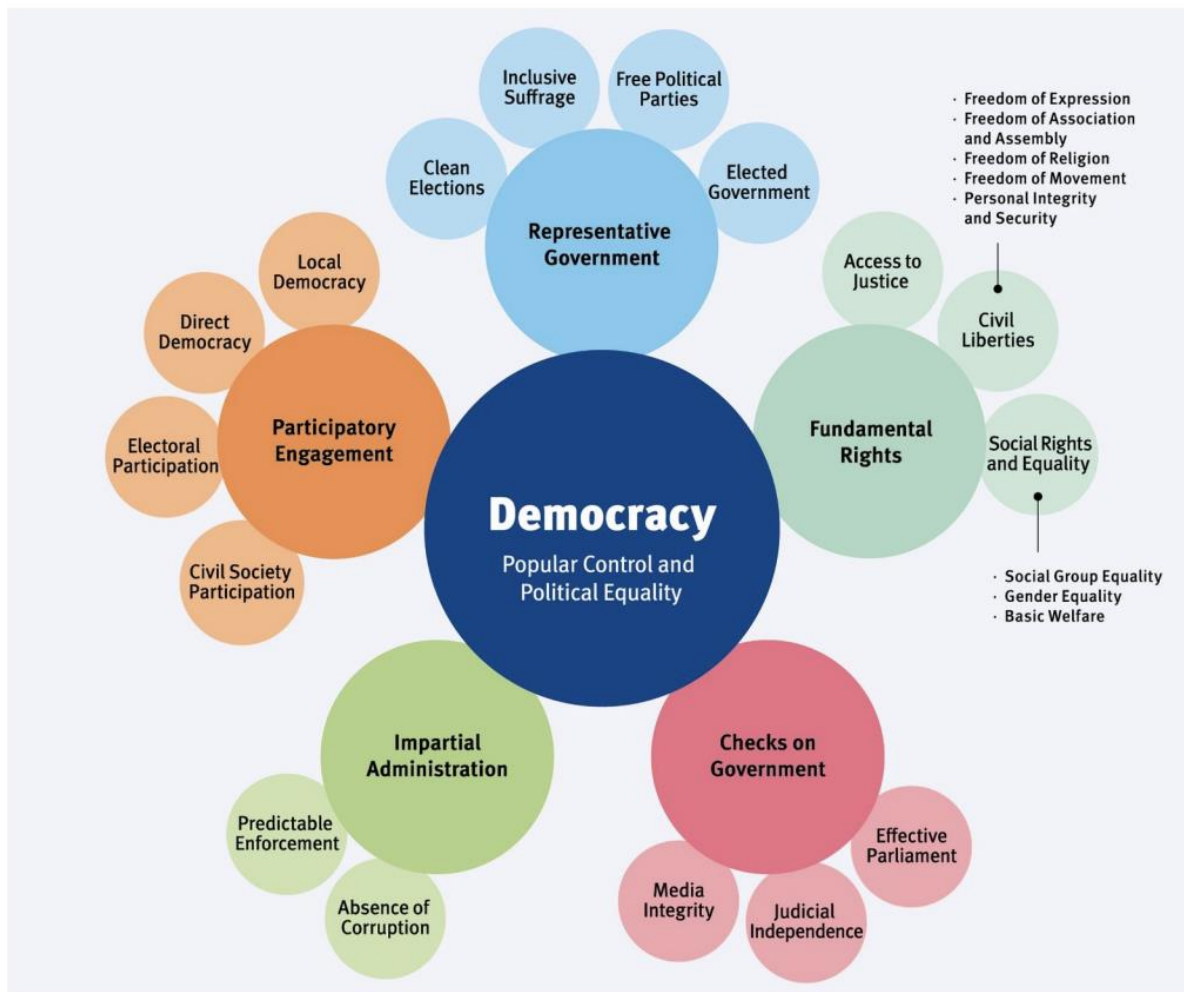 Inclusive
Suffrage
Free Political
Parties
Clean
Elections
Elected
Government
Representative
Government
· Freedom of Expression
· Freedom of Association
and Assembly
· Freedom of Religion
· Freedom of Movement
· Personal Integrity
and Security
Local
Democracy
Direct
Democracy
Electoral
Participation
Civil Society
Participation
Participatory
Engagement
Access to
Justice
Civil
Liberties
Social Rights
and Equality
Fundamental
Rights
· Social Group Equality
· Gender Equality
· Basic Welfare
Democracy
Popular Control and
Political Equality
Impartial
Administration
Predictable
Enforcement
Absence of
Corruption
Checks on
Government
Media
Integrity
Judicial
Independence
Effective
Parliament